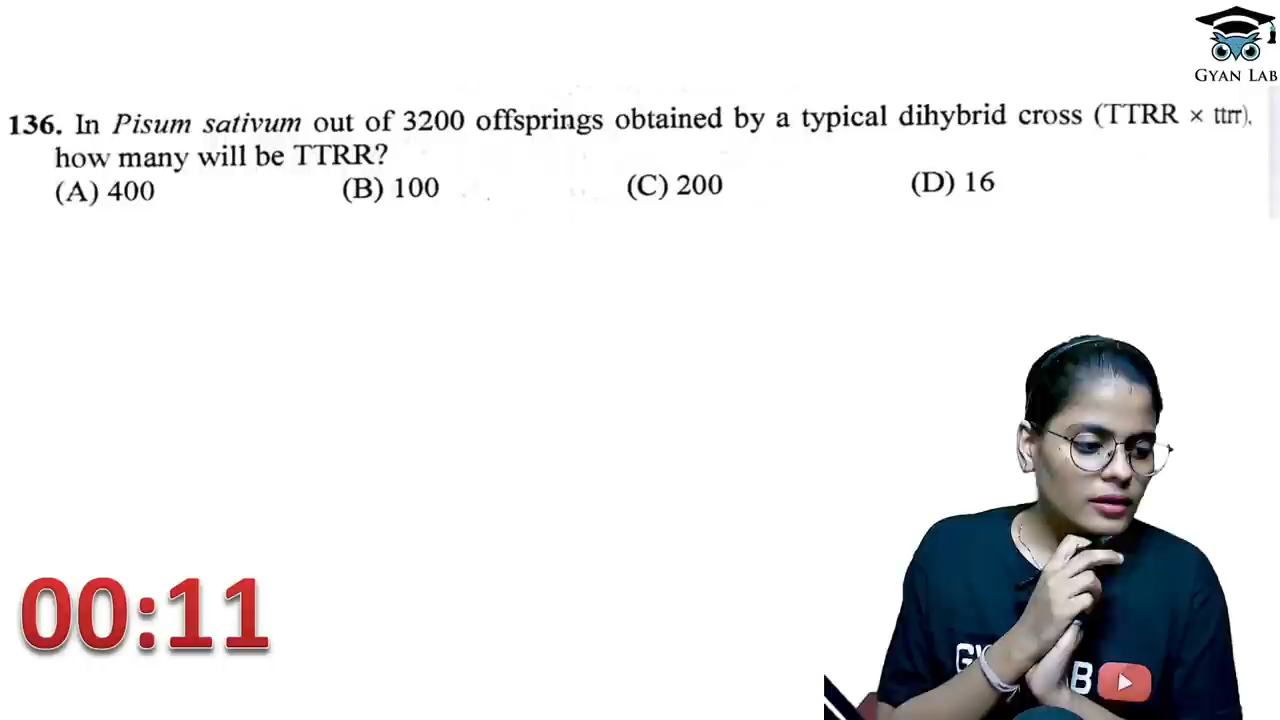 GYAN LAB
136. In Pisum sativum out of 3200 offsprings obtained by a typical dihybrid cross (TTRR × ttrr),
how many will be TTRR?
(A) 400 (B) 100 (C) 200 (D) 16
00:11
B